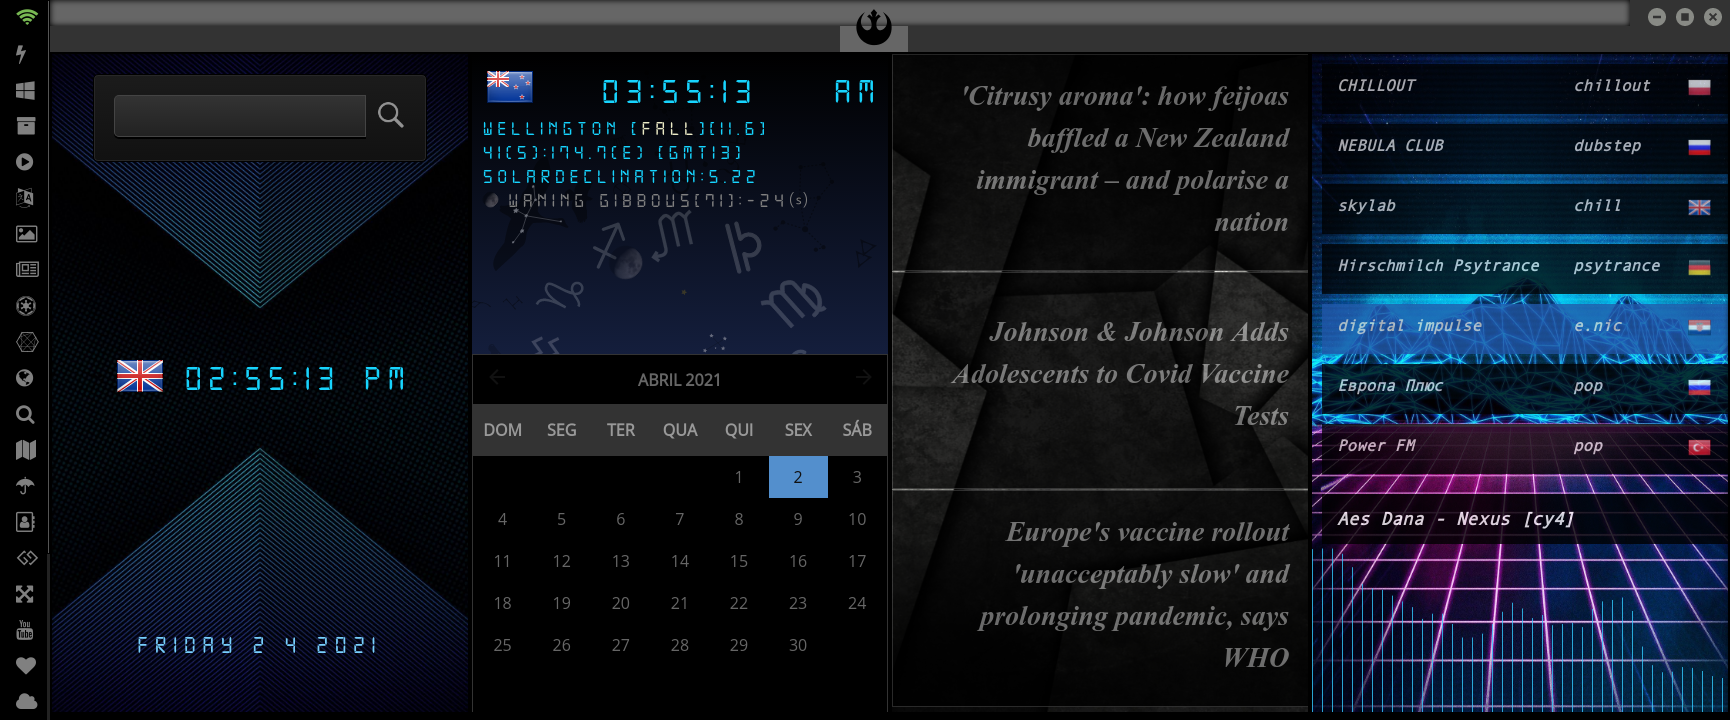 02:55:13 PM
FRIDAY 2 4 2021
03:55:13 AM
WELLINGTON [FALL][11.6]
41(S):174.7(E) [GMT13]
SOLARDECLINATION:5.22
WANING GIBBOUS[71]:-24(s)
ABRIL 2021
DOM SEG TER QUA QUI SEX SÁB
1 2 3
4 5 6 7 8 9 10
11 12 13 14 15 16 17
18 19 20 21 22 23 24
25 26 27 28 29 30
'Citrusy aroma': how feijoas
baffled a New Zealand
immigrant – and polarise a
nation
Johnson & Johnson Adds
Adolescents to Covid Vaccine
Tests
Europe's vaccine rollout
'unacceptably slow' and
prolonging pandemic, says
WHO
CHILLOUT chillout
NEBULA CLUB dubstep
skylab chill
Hirschmilch Psytrance psytrance
digital impulse e.nic
Европа Плюс pop
Power FM pop
Aes Dana - Nexus [cy4]
You
Tube